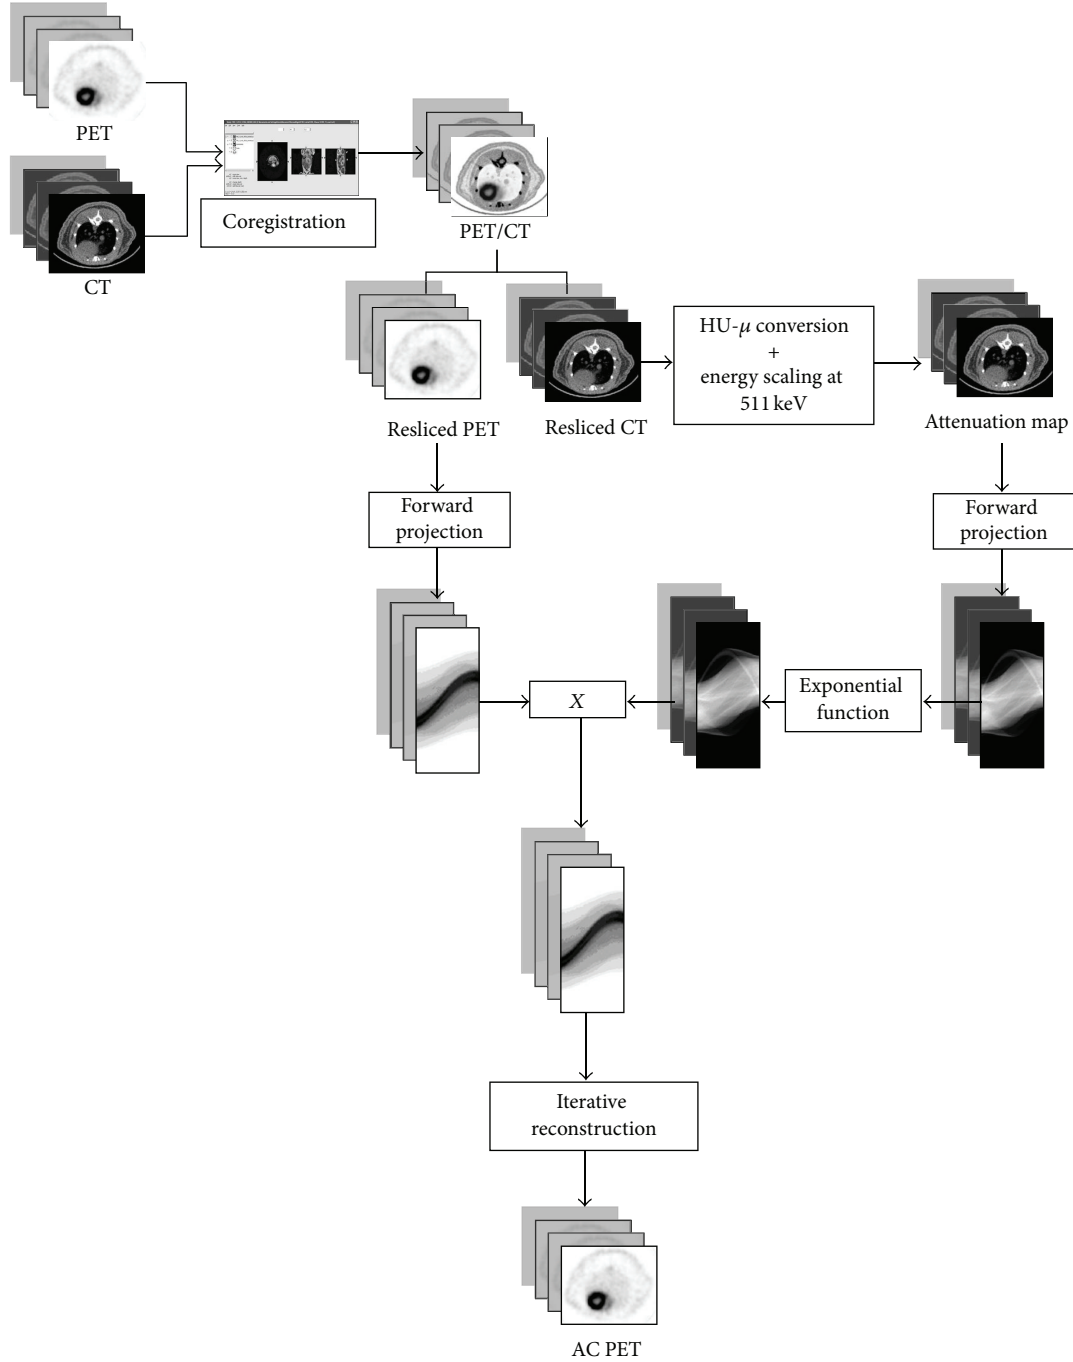 PET
CT
Coregistration
PET/CT
Resliced PET
Resliced CT
HU-μ conversion
+
energy scaling at
511 keV
Attenuation map
Forward
projection
Forward
projection
X
Exponential
function
Iterative
reconstruction
AC PET